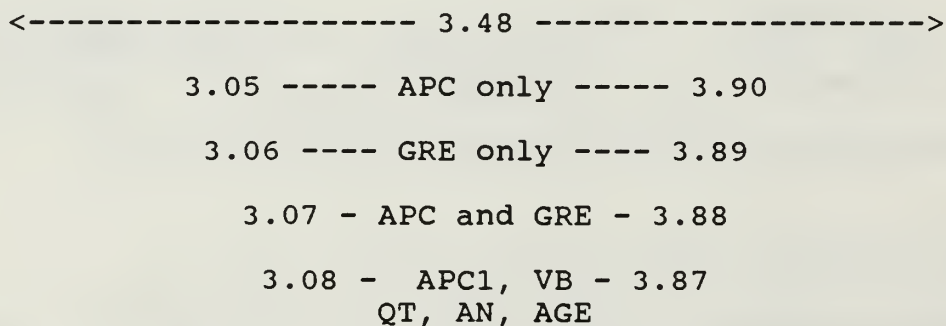 <-------------------- 3.48 -------------------->
3.05 ----- APC only ----- 3.90
3.06 ---- GRE only ---- 3.89
3.07 - APC and GRE - 3.88
3.08 - APC1, VB - 3.87
QT, AN, AGE